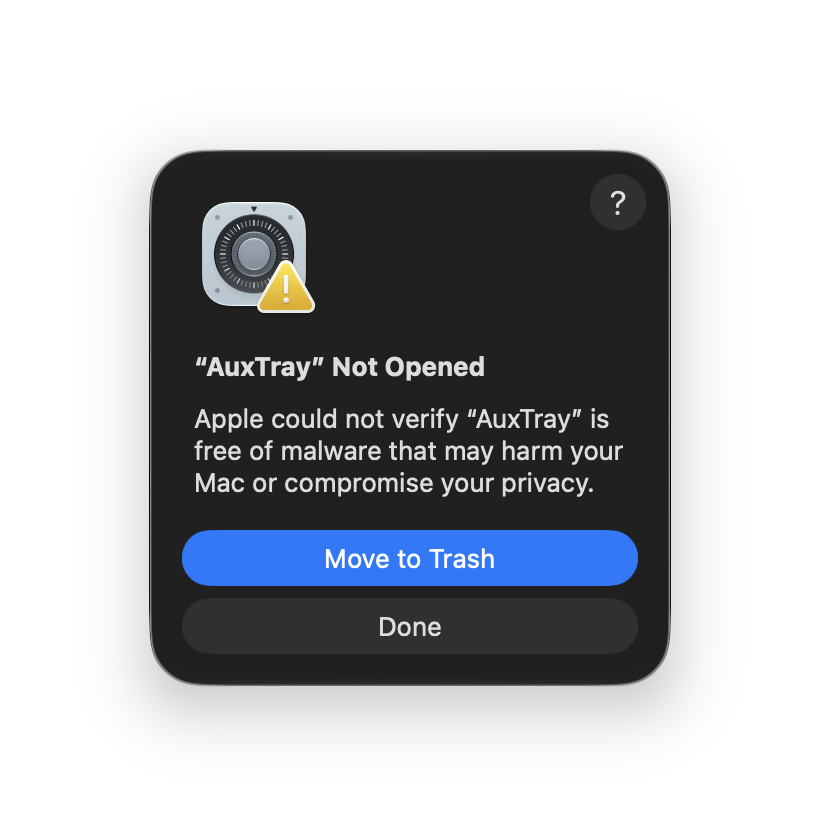 ?
“AuxTray” Not Opened
Apple could not verify “AuxTray” is
free of malware that may harm your
Mac or compromise your privacy.
Move to Trash
Done